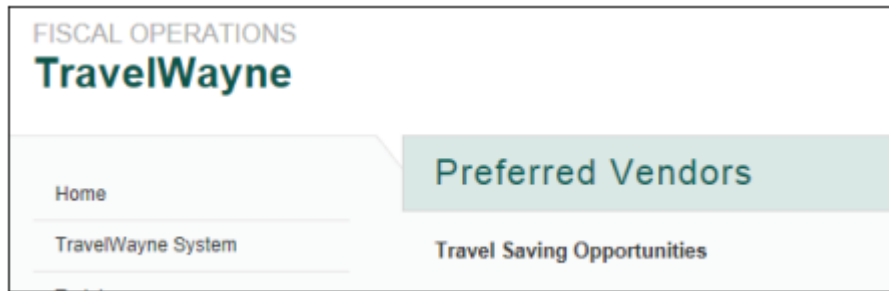 FISCAL OPERATIONS
TravelWayne
Home
TravelWayne System
Preferred Vendors
Travel Saving Opportunities